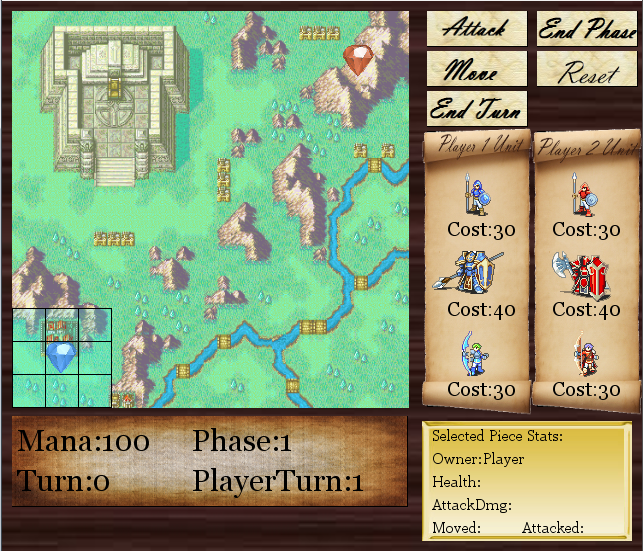 Attack
End Phase
Move
Reset
End Turn
Player 1 Unit
Player 2 Unit
Cost:30
Cost:30
Cost:40
Cost:40
Cost:30
Cost:30
Mana:100 Phase:1
Turn:0 PlayerTurn:1
Selected Piece Stats:
Owner:Player
Health:
AttackDmg:
Moved: Attacked: